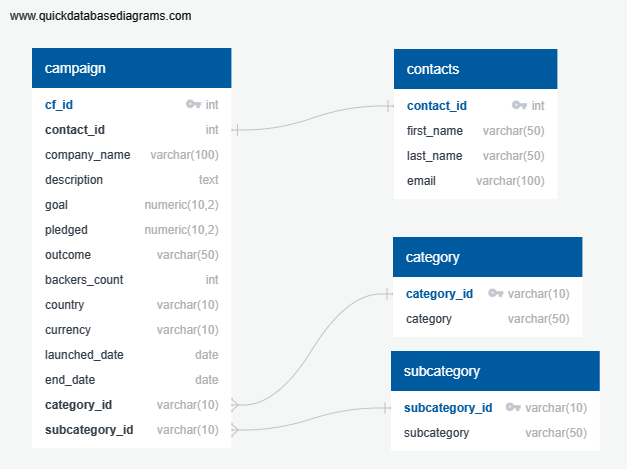 www.quickdatabasediagrams.com
campaign
cf_id int
contact_id int
company_name varchar(100)
description text
goal numeric(10,2)
pledged numeric(10,2)
outcome varchar(50)
backers_count int
country varchar(10)
currency varchar(10)
launched_date date
end_date date
category_id varchar(10)
subcategory_id varchar(10)
contacts
contact_id int
first_name varchar(50)
last_name varchar(50)
email varchar(100)
category
category_id varchar(10)
category varchar(50)
subcategory
subcategory_id varchar(10)
subcategory varchar(50)